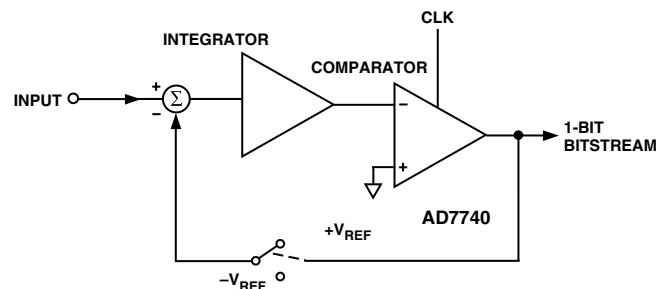 CLK
INTEGRATOR
COMPARATOR
INPUT
+
−
Σ
−
+
1-BIT
BITSTREAM
AD7740
+VREF
−VREF